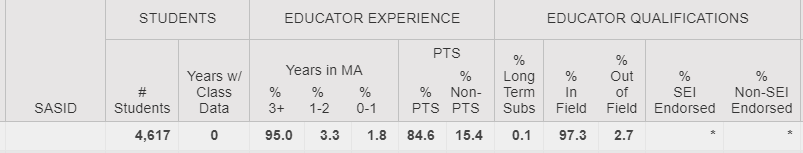 STUDENTS EDUCATOR EXPERIENCE EDUCATOR QUALIFICATIONS
SASID # Students Years w/ Class Data Years in MA % 3+ % 1-2 % 0-1 PTS % PTS % Non-PTS % Long Term Subs % In Field % Out of Field % SEI Endorsed % Non-SEI Endorsed
4,617 0 95.0 3.3 1.8 84.6 15.4 0.1 97.3 2.7 * *